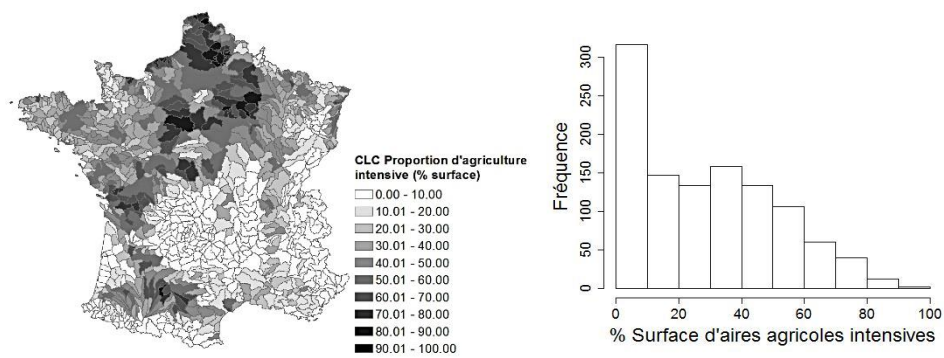 CLC Proportion d'agriculture
intensive (% surface)
0.00 - 10.00
10.01 - 20.00
20.01 - 30.00
30.01 - 40.00
40.01 - 50.00
50.01 - 60.00
60.01 - 70.00
70.01 - 80.00
80.01 - 90.00
90.01 - 100.00
Fréquence
300
250
200
150
100
50
0
0 20 40 60 80 100
% Surface d'aires agricoles intensives